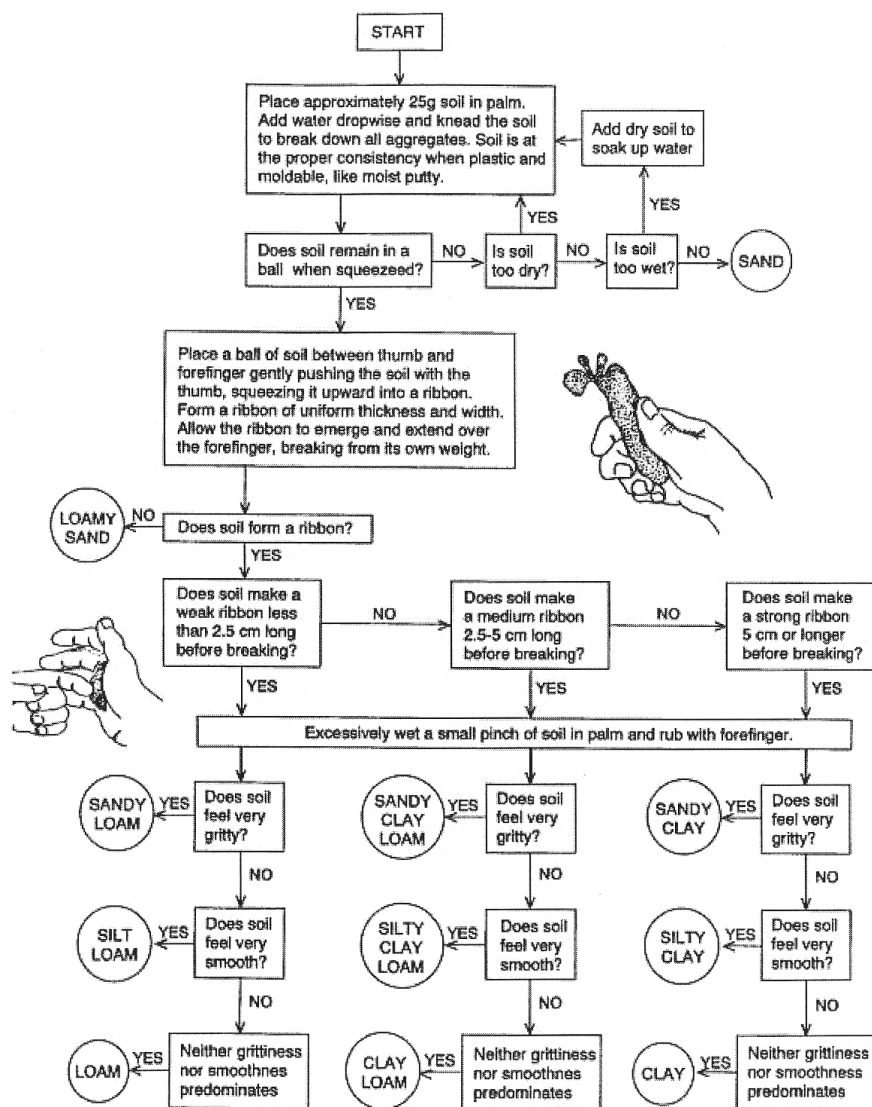 START
Place approximately 25g soil in palm.
Add water dropwise and knead the soil
to break down all aggregates. Soil is at
the proper consistency when plastic and
moldable, like moist putty.
Add dry soil to
soak up water
YES
YES
Does soil remain in a
ball when squeezeed?
NO
Is soil
too dry?
NO
Is soil
too wet?
NO
SAND
YES
Place a ball of soil between thumb and
forefinger gently pushing the soil with the
thumb, squeezing it upward into a ribbon.
Form a ribbon of uniform thickness and width.
Allow the ribbon to emerge and extend over
the forefinger, breaking from its own weight.
LOAMY
SAND
NO
Does soil form a ribbon?
YES
Does soil make a
weak ribbon less
than 2.5 cm long
before breaking?
NO
Does soil make
a medium ribbon
2.5-5 cm long
before breaking?
NO
Does soil make
a strong ribbon
5 cm or longer
before breaking?
YES
YES
YES
Excessively wet a small pinch of soil in palm and rub with forefinger.
SANDY
LOAM
YES
Does soil
feel very
gritty?
SANDY
CLAY
LOAM
YES
Does soil
feel very
gritty?
SANDY
CLAY
YES
Does soil
feel very
gritty?
NO
NO
NO
SILT
LOAM
YES
Does soil
feel very
smooth?
SILTY
CLAY
LOAM
YES
Does soil
feel very
smooth?
SILTY
CLAY
YES
Does soil
feel very
smooth?
NO
NO
NO
LOAM
YES
Neither grittiness
nor smoothnes
predominates
CLAY
LOAM
YES
Neither grittiness
nor smoothnes
predominates
CLAY
YES
Neither grittiness
nor smoothness
predominates